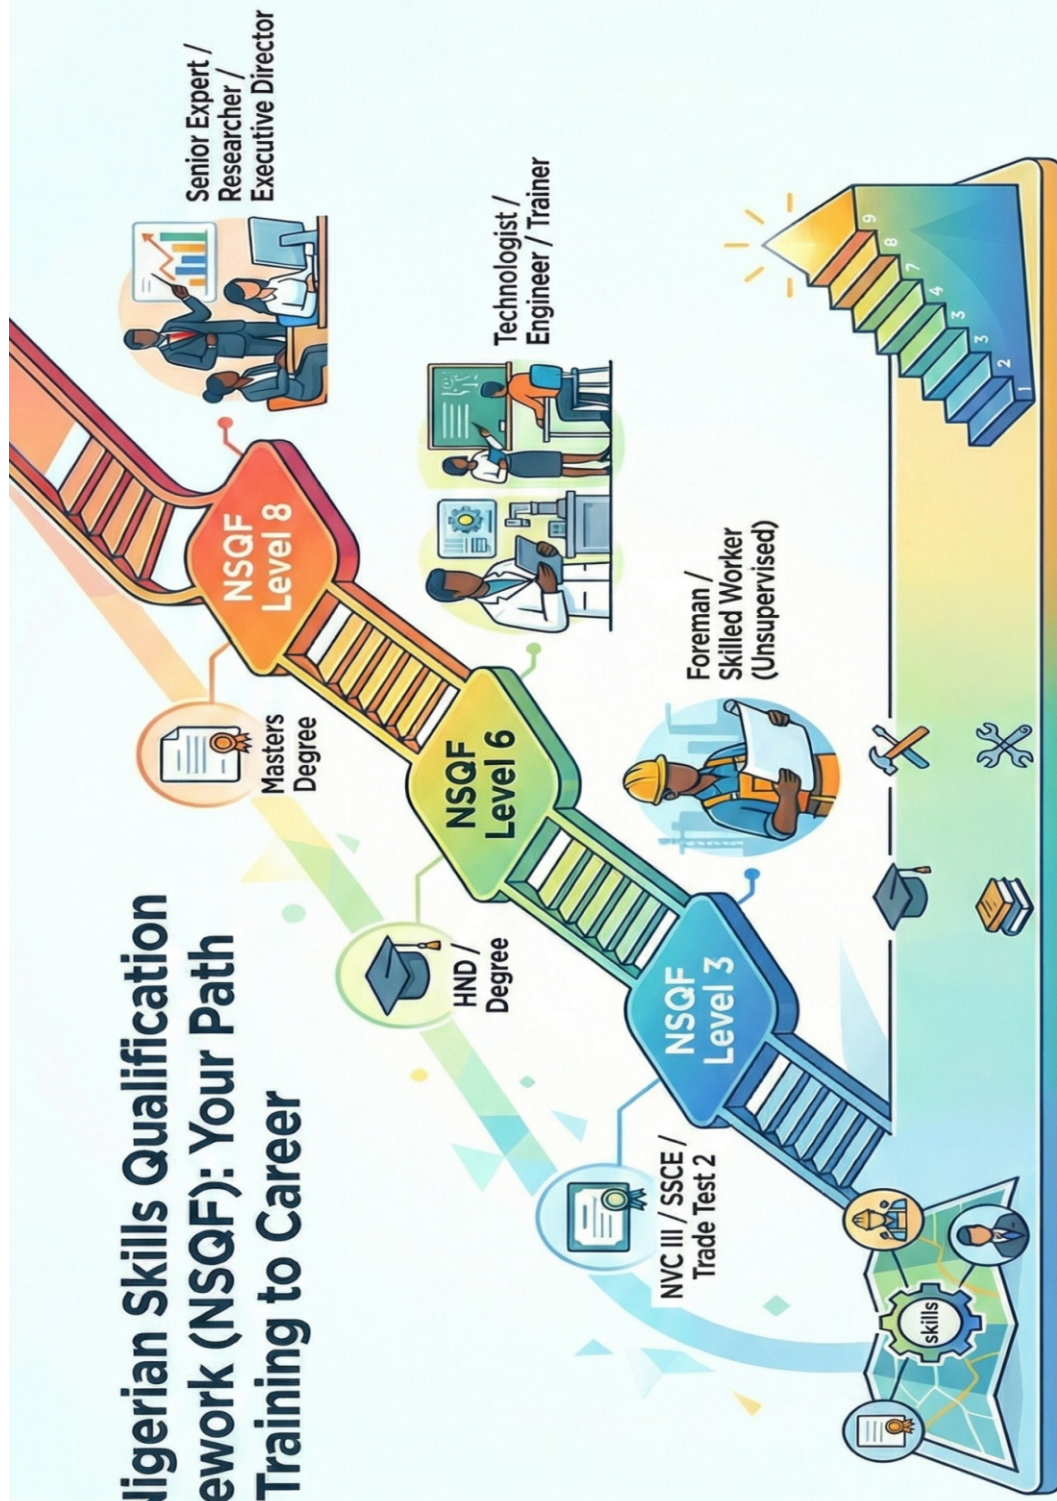 Nigerian Skills Qualification
ework (NSQF): Your Path
Training to Career
NVC III / SSCE /
Trade Test 2
NSQF
Level 3
Foreman /
Skilled Worker
(Unsupervised)
HND /
Degree
NSQF
Level 6
Technologist /
Engineer / Trainer
Masters
Degree
NSQF
Level 8
Senior Expert /
Researcher /
Executive Director
skills
1
2
3
3
4
7
8
9